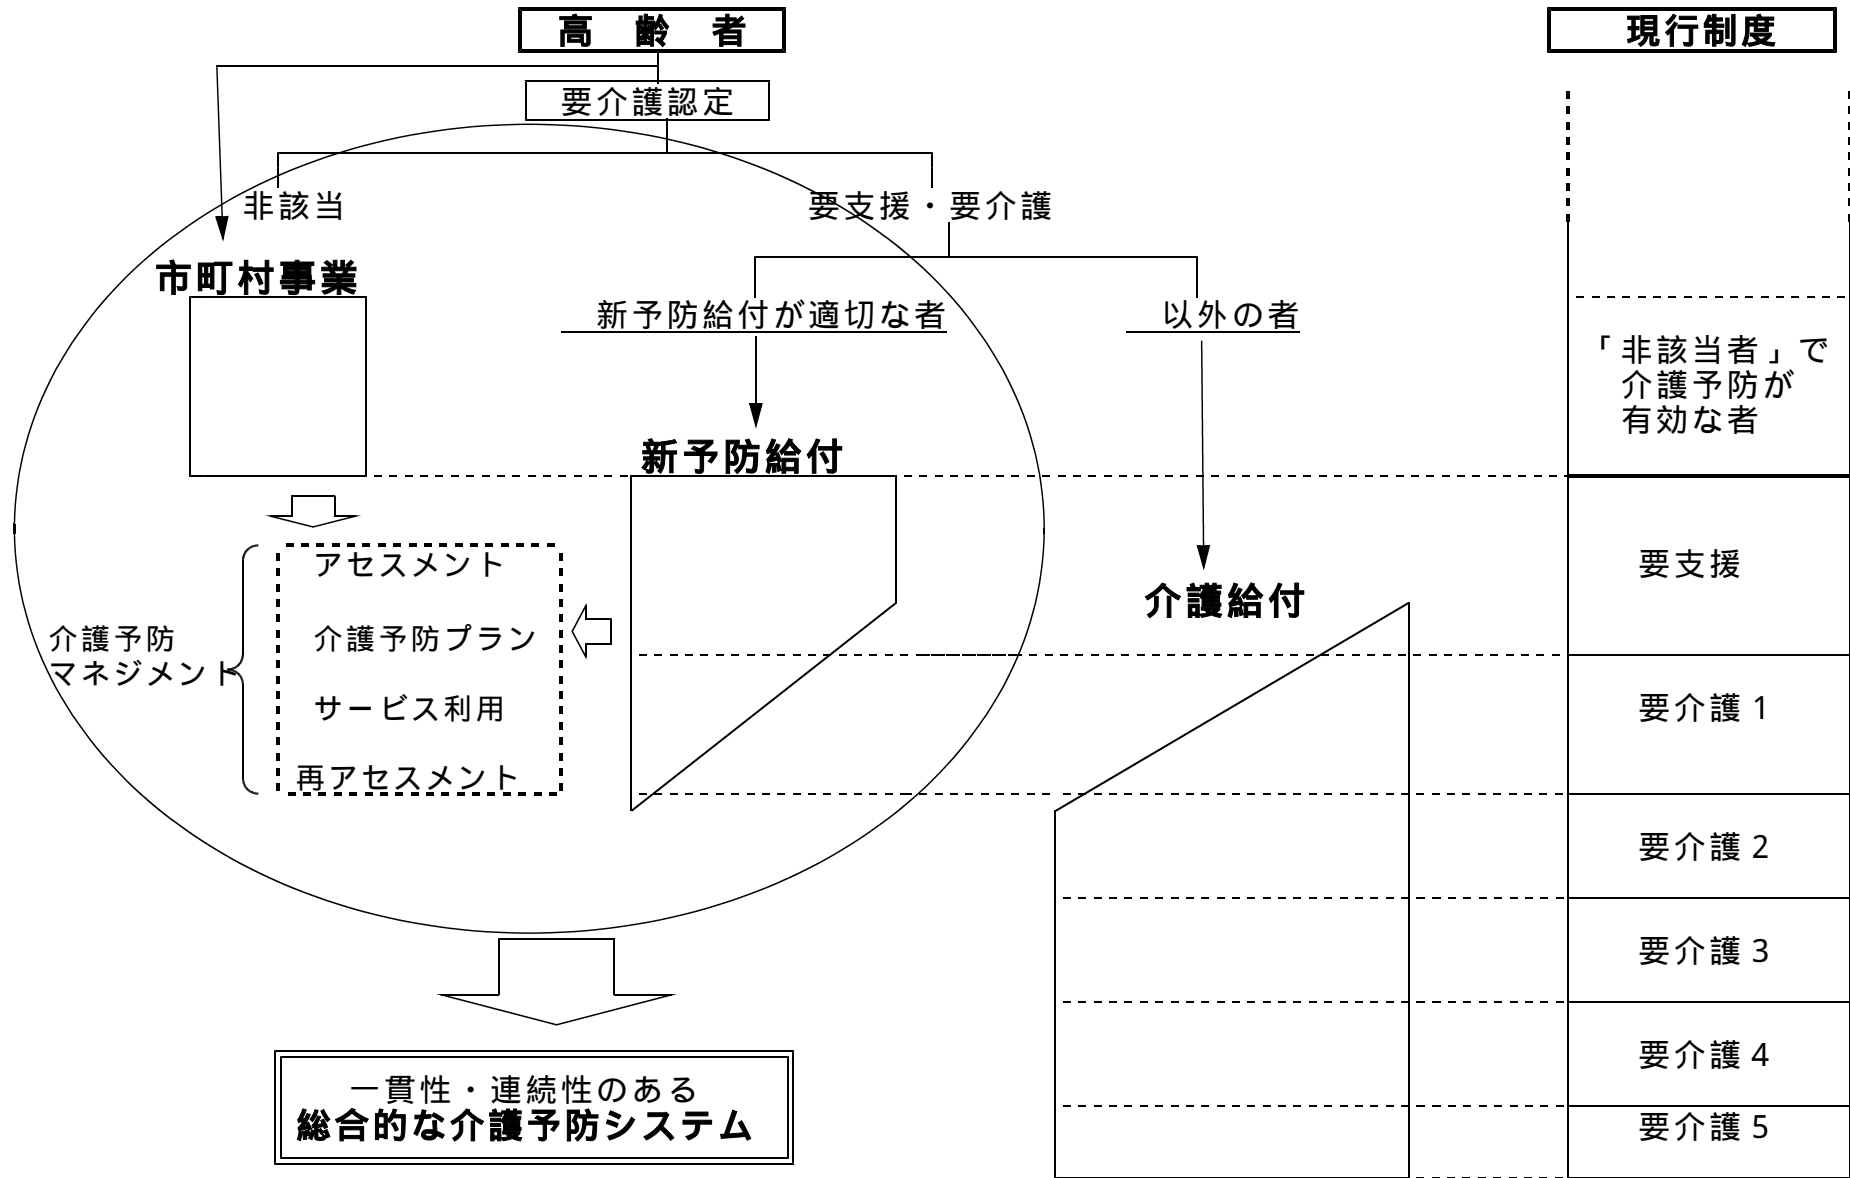 高 齢 者
現行制度
要介護認定
非該当
要支援・要介護
市町村事業
新予防給付が適切な者
以外の者
「非該当者」で
介護予防が
有効な者
新予防給付
アセスメント
要支援
介護給付
介護予防
マネジメント
介護予防プラン
サービス利用
要介護1
再アセスメント
要介護2
要介護3
要介護4
一貫性・連続性のある
総合的な介護予防システム
要介護5